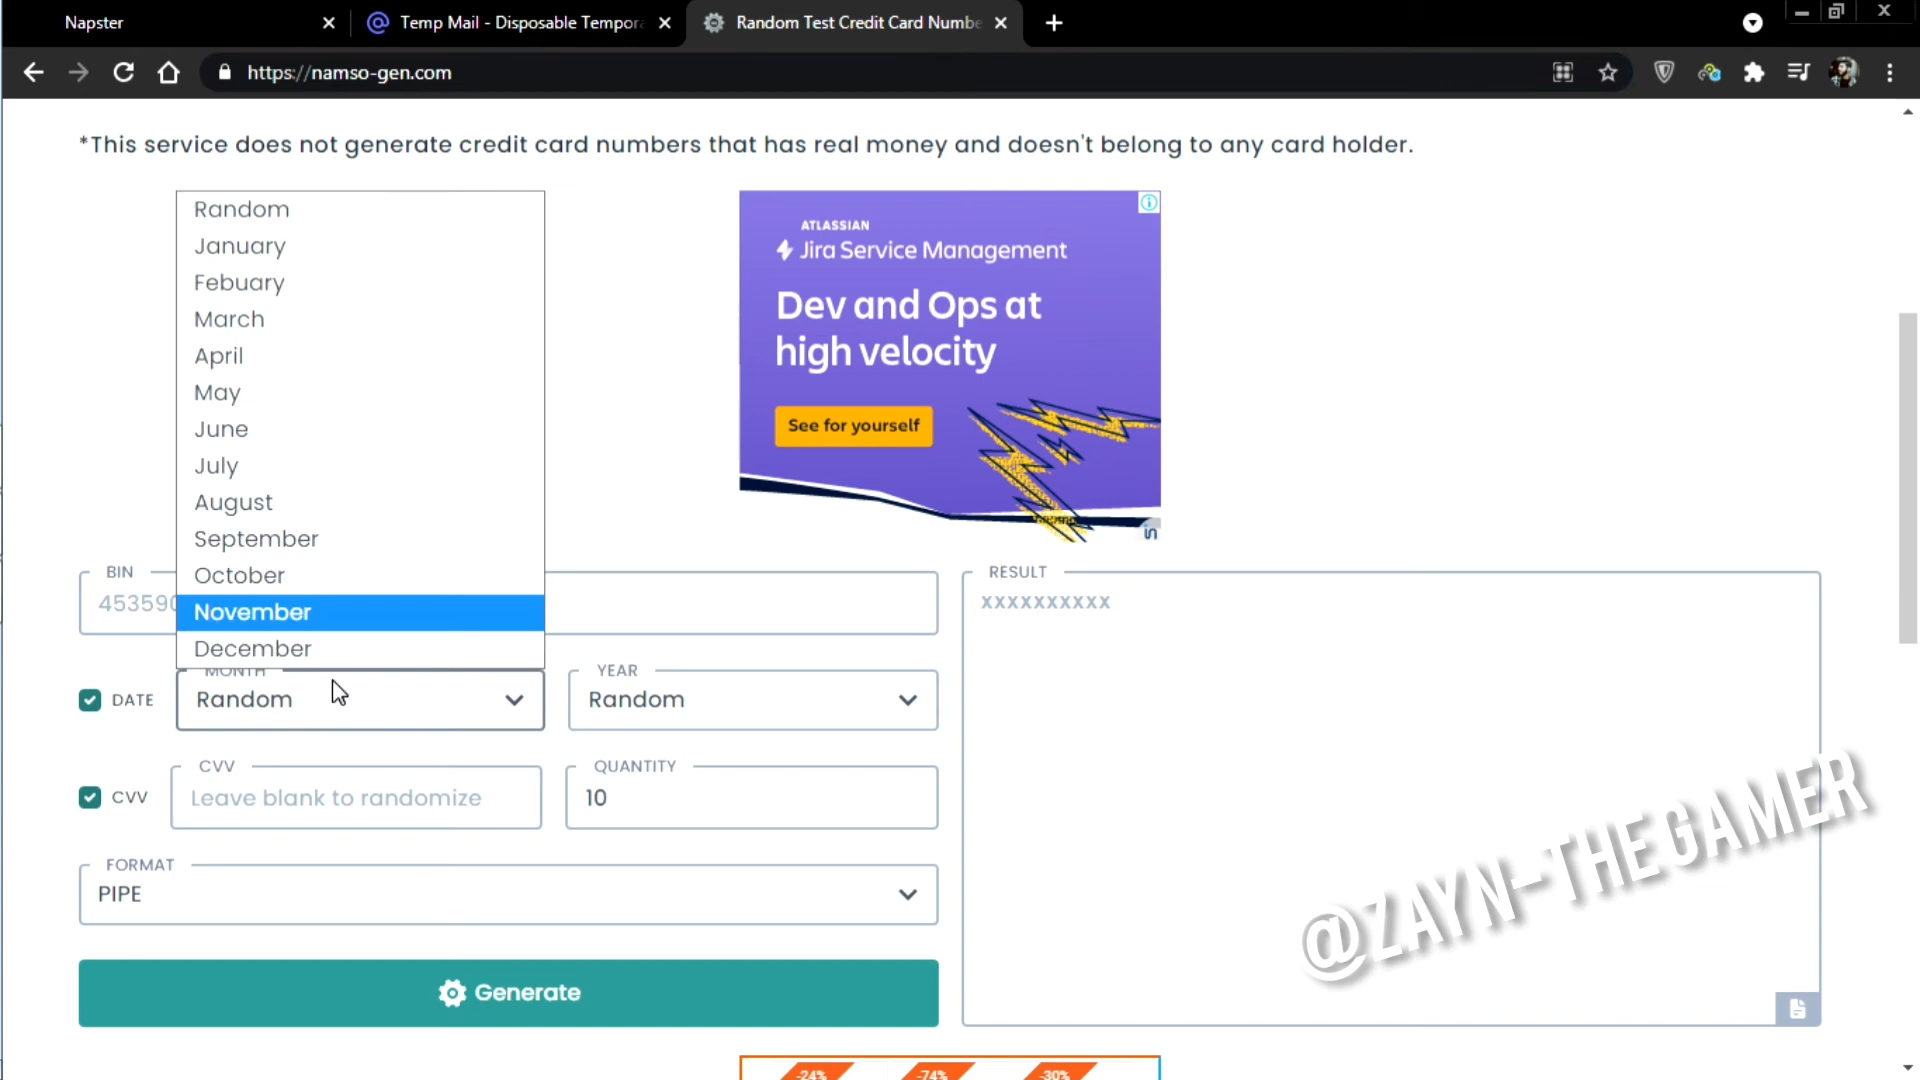 Napster
Temp Mail - Disposable Tempora
Random Test Credit Card Numbe
https://namso-gen.com
*This service does not generate credit card numbers that has real money and doesn't belong to any card holder.
Random
January
Febuary
March
April
May
June
July
August
September
October
November
December
ATLASSIAN
Jira Service Management
Dev and Ops at
high velocity
See for yourself
in
BIN
453590
RESULT
xxxxxxxxxx
DATE
MONTH
Random
YEAR
Random
CVV
CVV
Leave blank to randomize
QUANTITY
10
FORMAT
PIPE
Generate
@ZAYN-THE GAMER
-24%
-74%
-30%